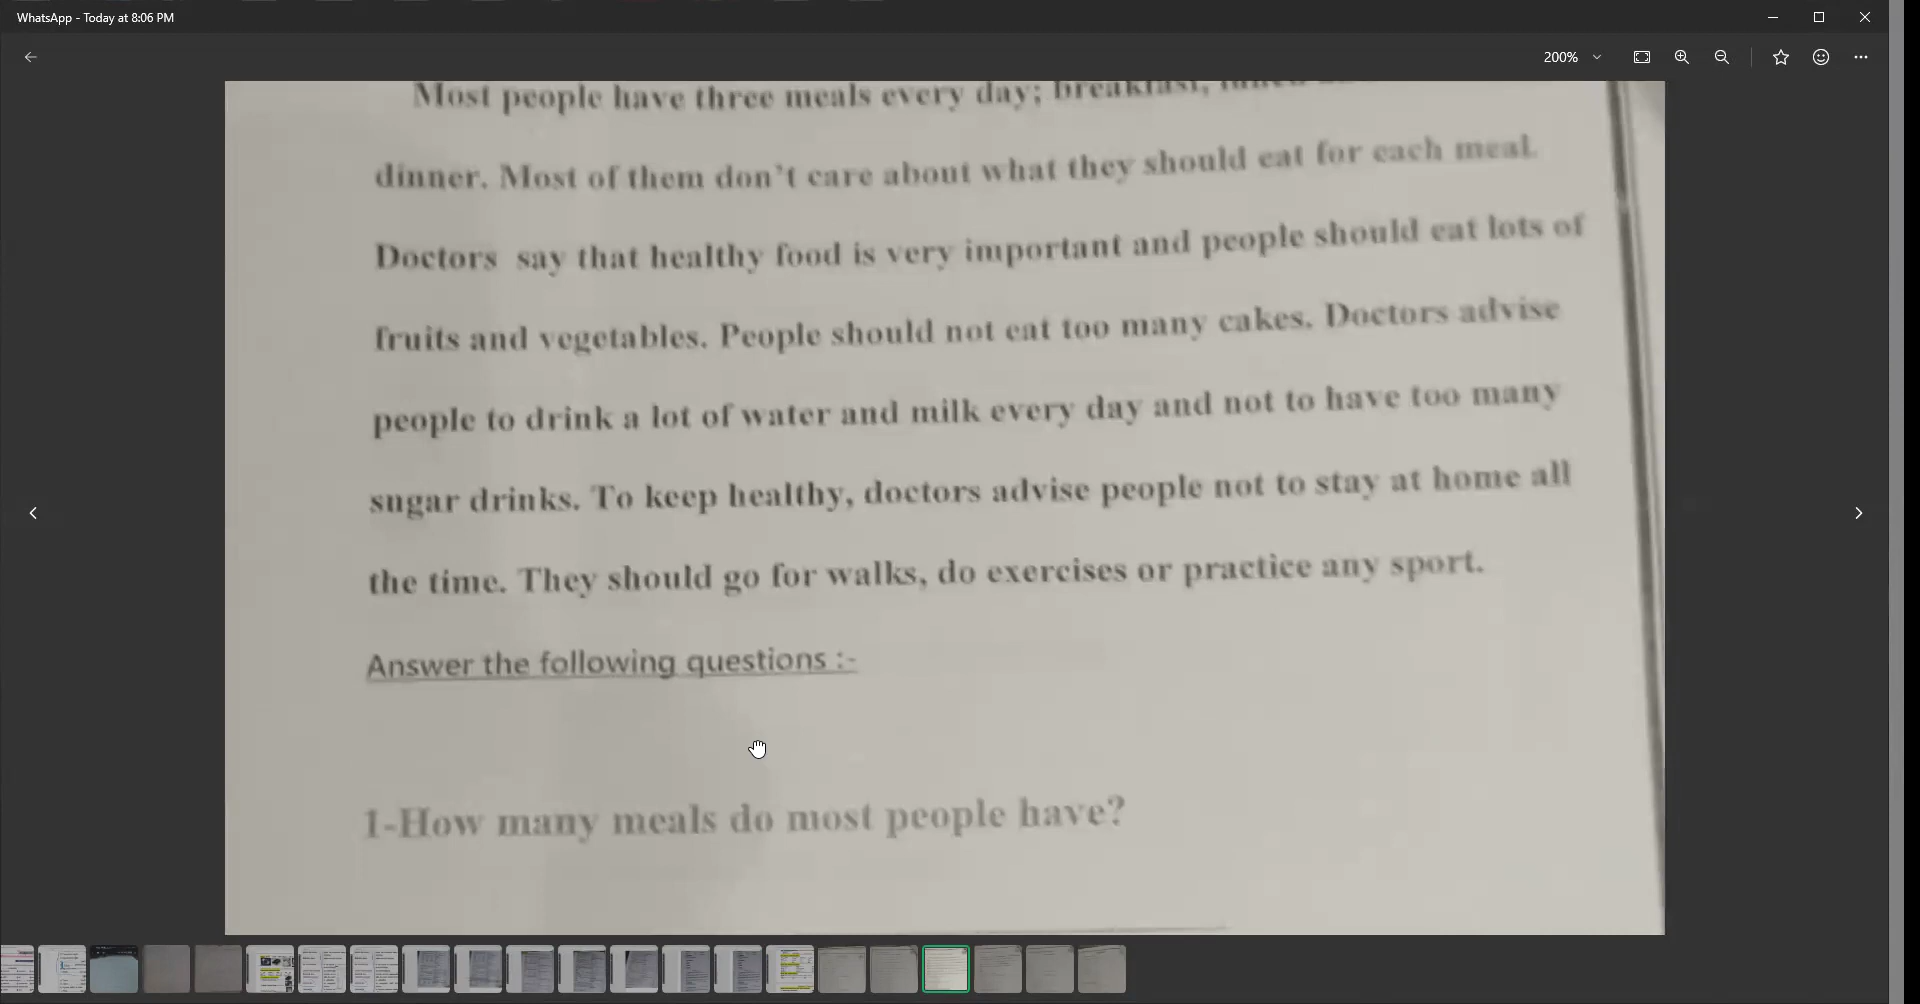 WhatsApp - Today at 8:06 PM
200%
Most people have three meals every day; breakfast,
dinner. Most of them don't care about what they should eat for each meal.
Doctors say that healthy food is very important and people should eat lots of
fruits and vegetables. People should not eat too many cakes. Doctors advise
people to drink a lot of water and milk every day and not to have too many
sugar drinks. To keep healthy, doctors advise people not to stay at home all
the time. They should go for walks, do exercises or practice any sport.
Answer the following questions :-
1-How many meals do most people have?